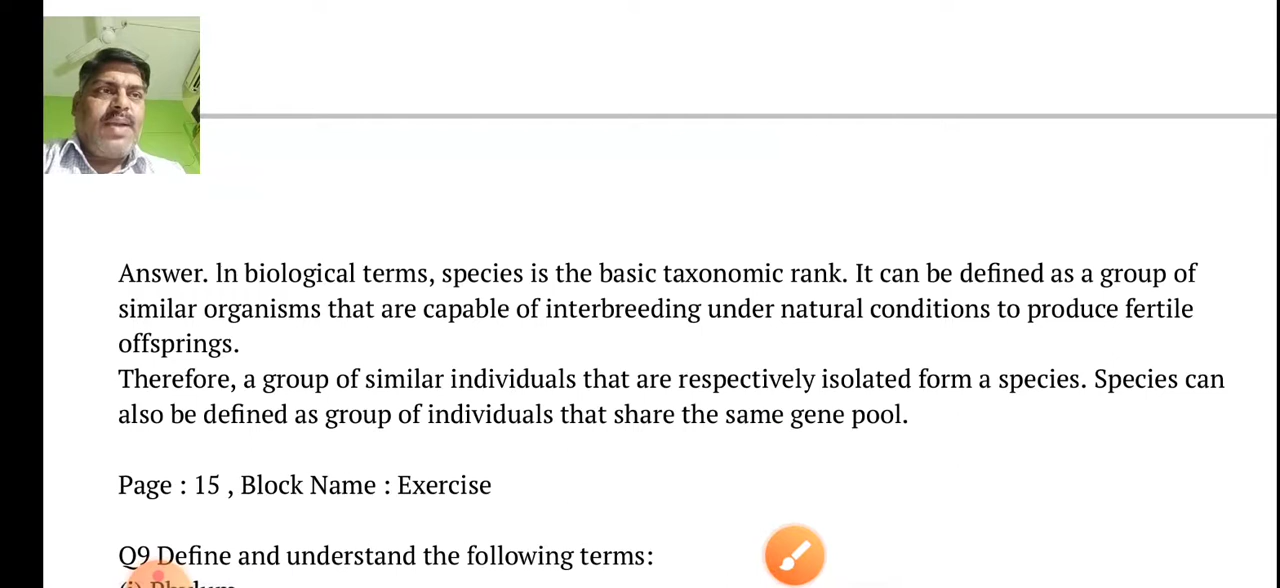 Answer. ln biological terms, species is the basic taxonomic rank. It can be defined as a group of
similar organisms that are capable of interbreeding under natural conditions to produce fertile
offsprings.
Therefore, a group of similar individuals that are respectively isolated form a species. Species can
also be defined as group of individuals that share the same gene pool.
Page : 15 , Block Name : Exercise
Q9 Define and understand the following terms:
(i) Phylum